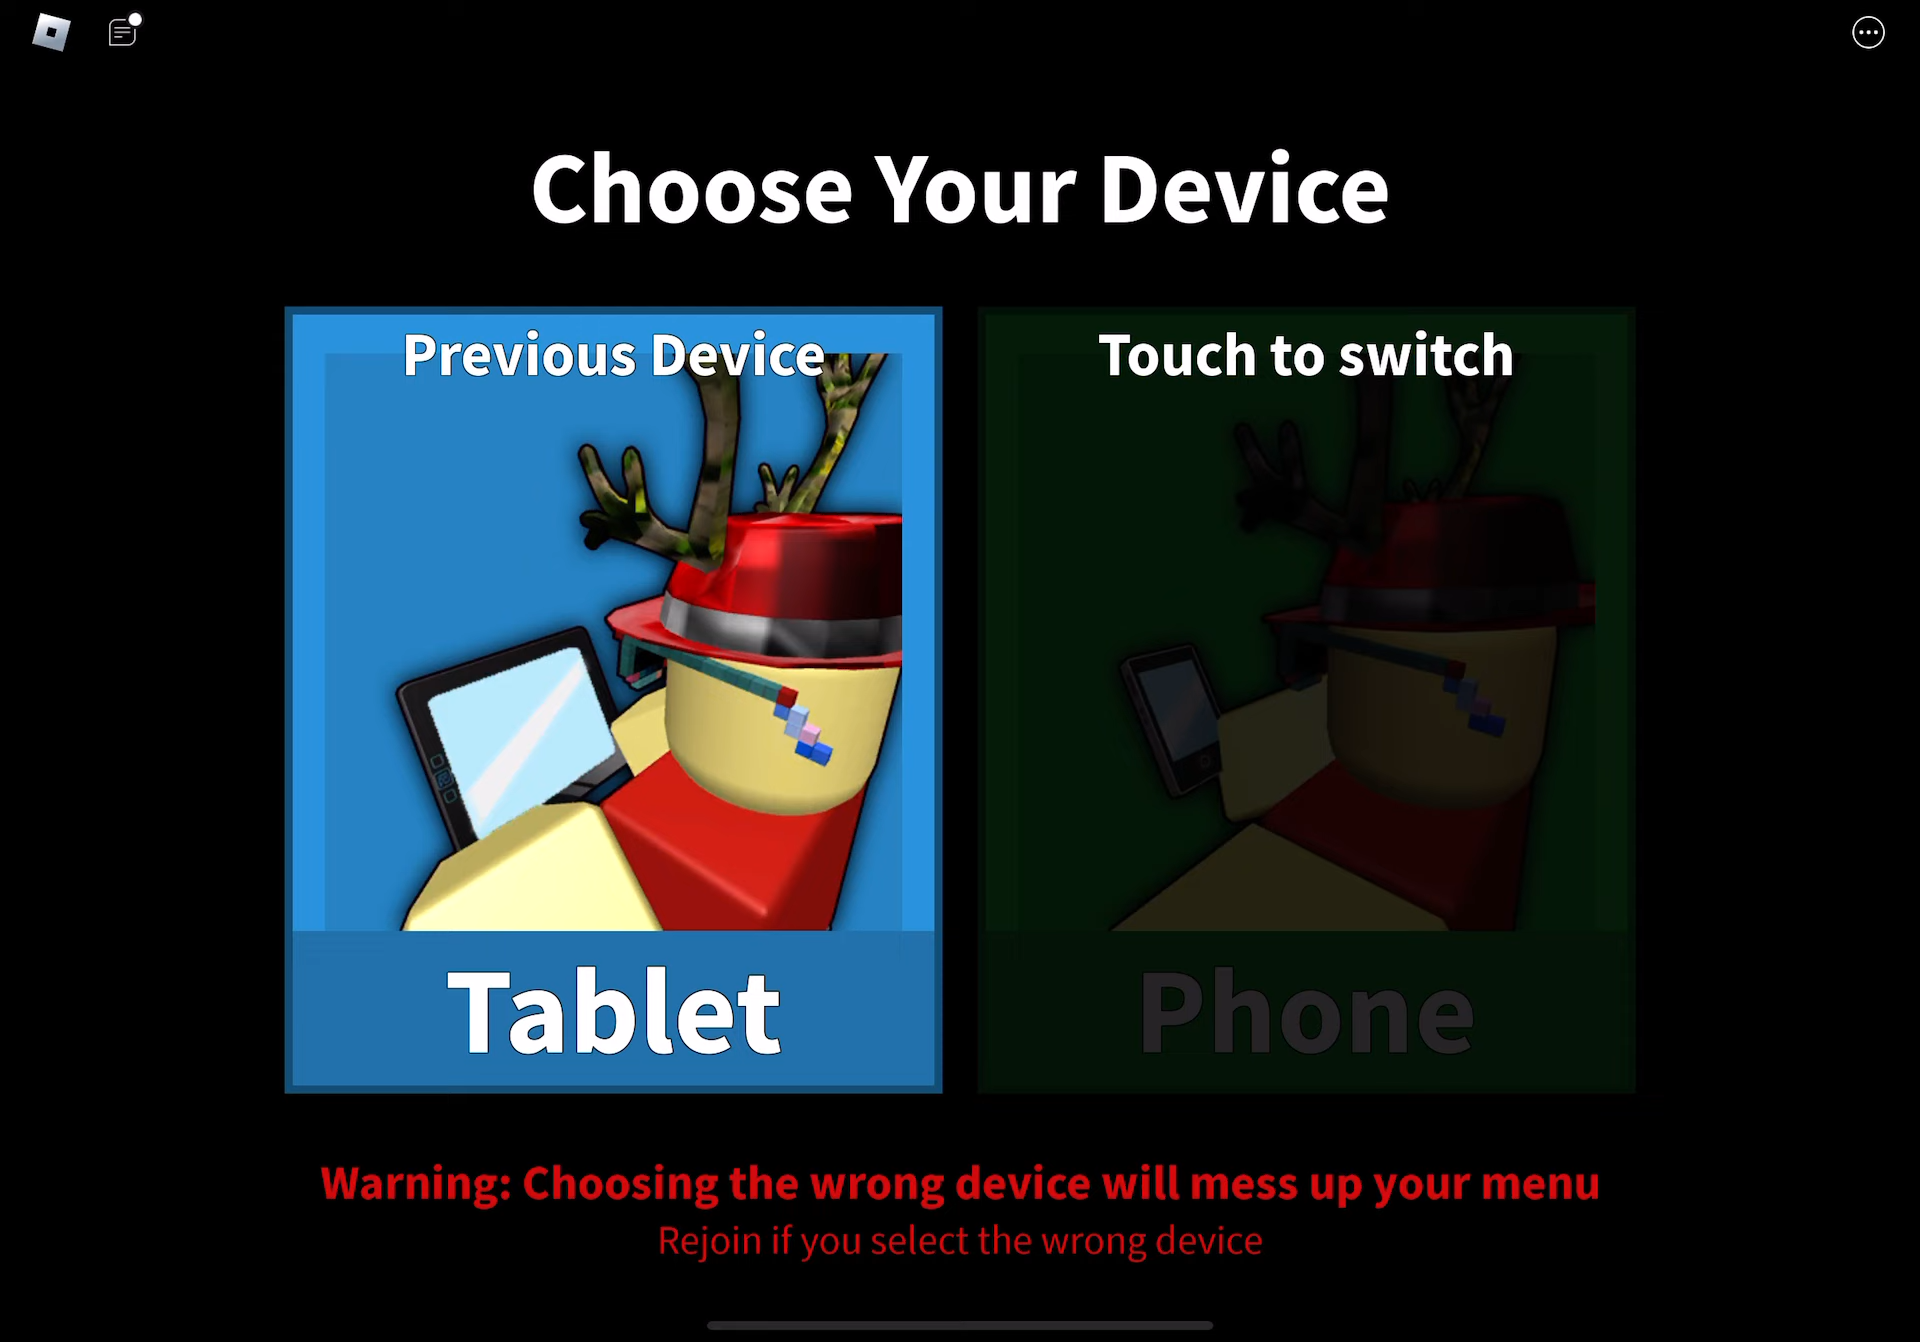 Choose Your Device
Previous Device
Tablet
Touch to switch
Phone
Warning: Choosing the wrong device will mess up your menu
Rejoin if you select the wrong device